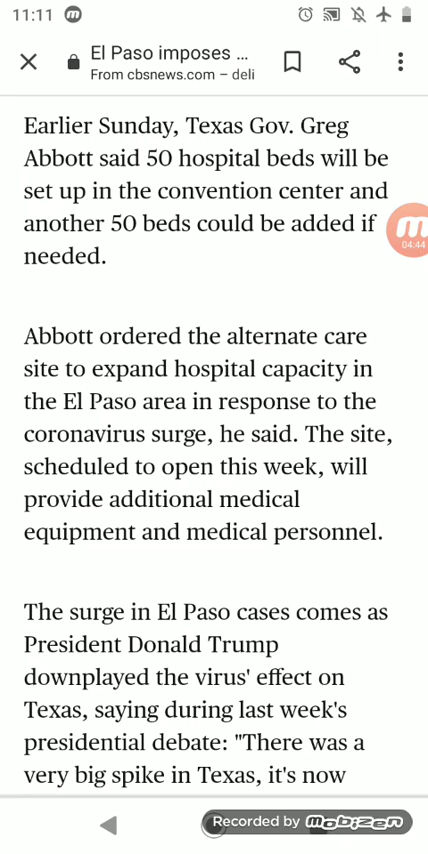 11:11
El Paso imposes ...
From cbsnews.com – deli
Earlier Sunday, Texas Gov. Greg
Abbott said 50 hospital beds will be
set up in the convention center and
another 50 beds could be added if
needed.
04:44
Abbott ordered the alternate care
site to expand hospital capacity in
the El Paso area in response to the
coronavirus surge, he said. The site,
scheduled to open this week, will
provide additional medical
equipment and medical personnel.
The surge in El Paso cases comes as
President Donald Trump
downplayed the virus' effect on
Texas, saying during last week's
presidential debate: "There was a
very big spike in Texas, it's now
Recorded by mobizen